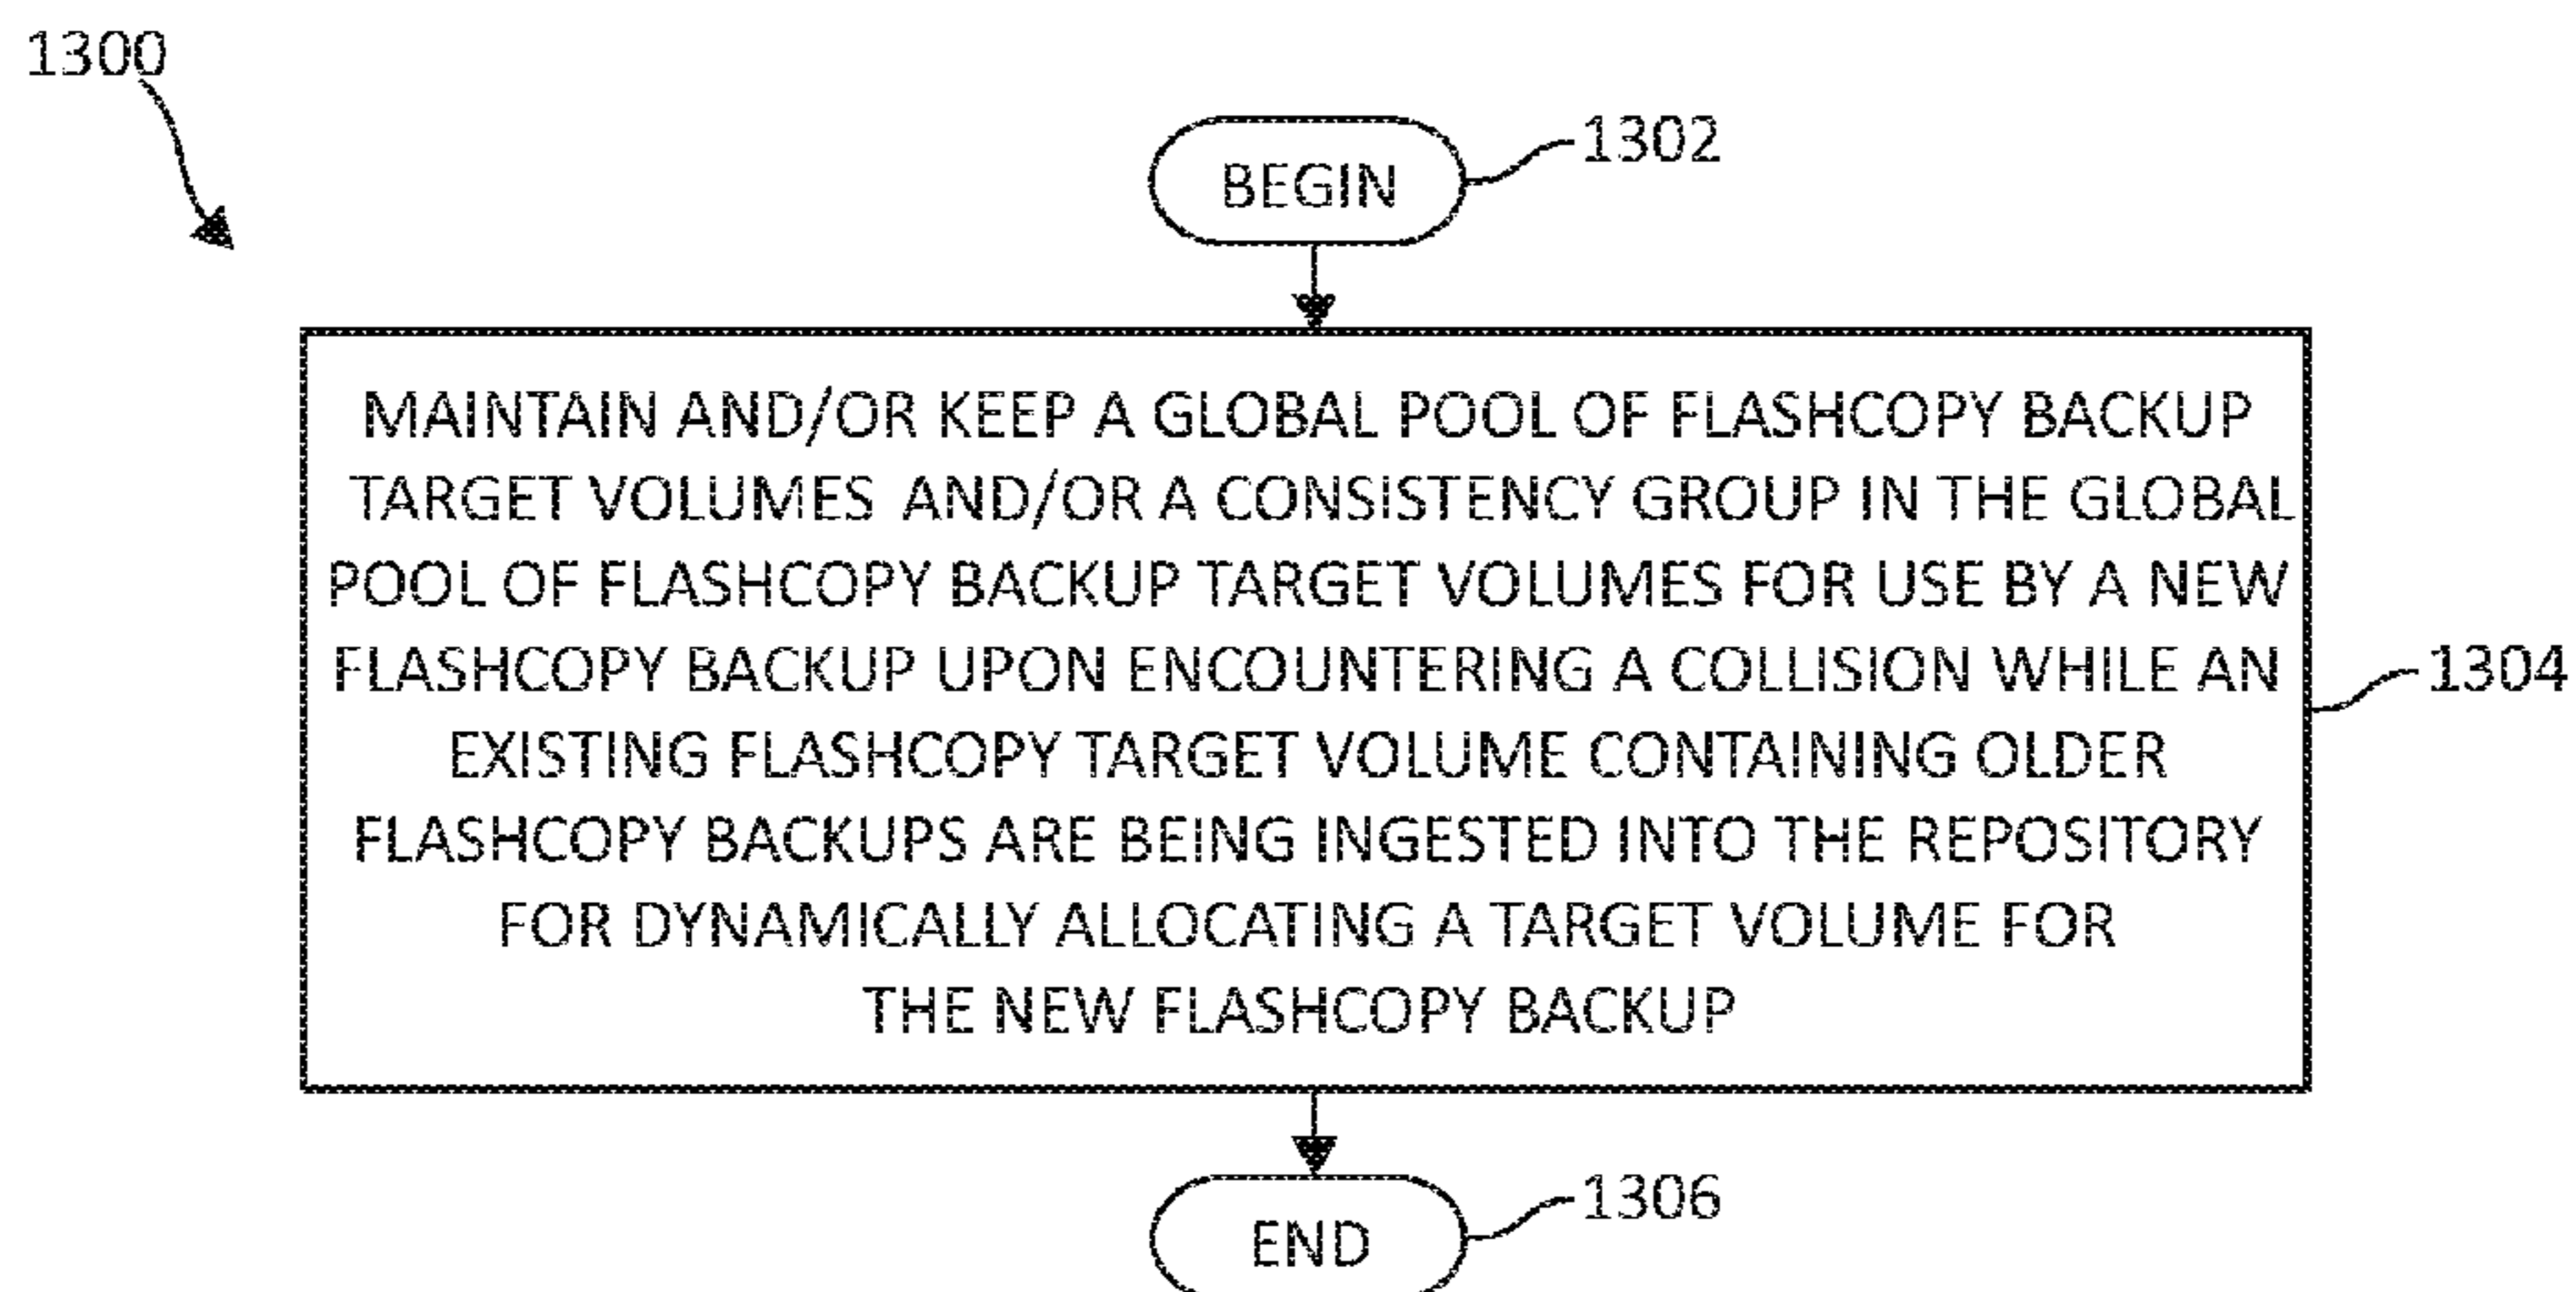 1300
BEGIN
1302
MAINTAIN AND/OR KEEP A GLOBAL POOL OF FLASHCOPY BACKUP
TARGET VOLUMES AND/OR A CONSISTENCY GROUP IN THE GLOBAL
POOL OF FLASHCOPY BACKUP TARGET VOLUMES FOR USE BY A NEW
FLASHCOPY BACKUP UPON ENCOUNTERING A COLLISION WHILE AN
EXISTING FLASHCOPY TARGET VOLUME CONTAINING OLDER
FLASHCOPY BACKUPS ARE BEING INGESTED INTO THE REPOSITORY
FOR DYNAMICALLY ALLOCATING A TARGET VOLUME FOR
THE NEW FLASHCOPY BACKUP
1304
END
1306